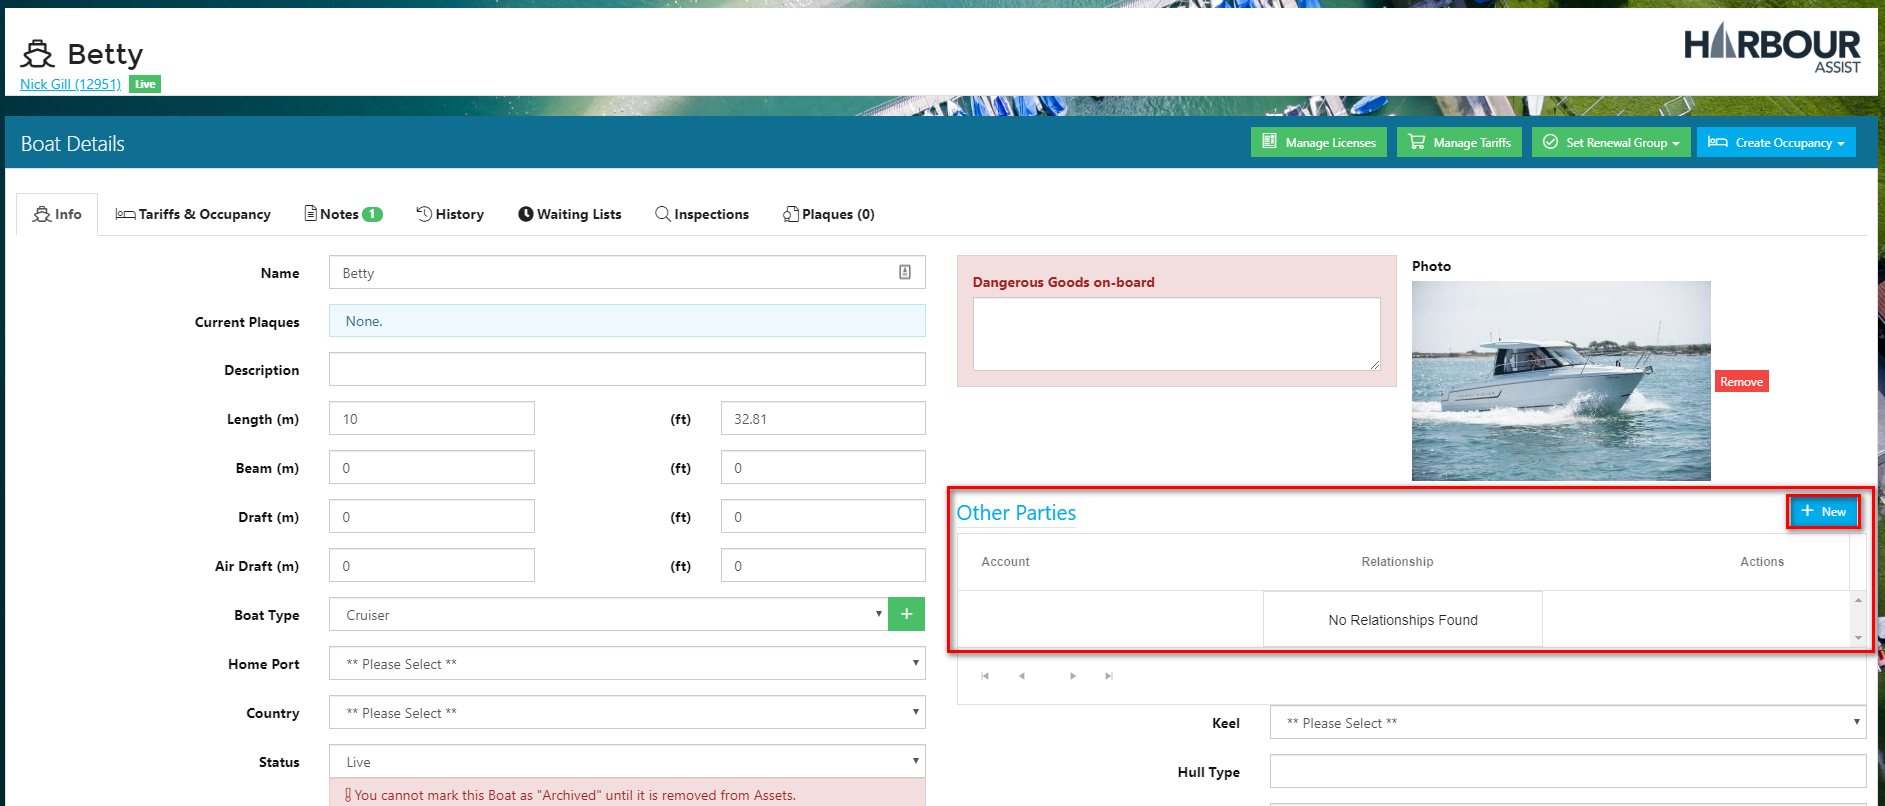 Betty
HARBOUR
ASSIST
Nick Gill (12951) Live
Boat Details
Manage Licenses
Manage Tariffs
Set Renewal Group
Create Occupancy
Info
Tariffs & Occupancy
Notes 1
History
Waiting Lists
Inspections
Plaques (0)
Name Betty
Current Plaques None.
Description
Length (m) 10 (ft) 32.81
Beam (m) 0 (ft) 0
Draft (m) 0 (ft) 0
Air Draft (m) 0 (ft) 0
Boat Type Cruiser +
Home Port ** Please Select **
Country ** Please Select **
Status Live
You cannot mark this Boat as "Archived" until it is removed from Assets.
Dangerous Goods on-board
Photo
Remove
Other Parties
+ New
Account Relationship Actions
No Relationships Found
Keel ** Please Select **
Hull Type